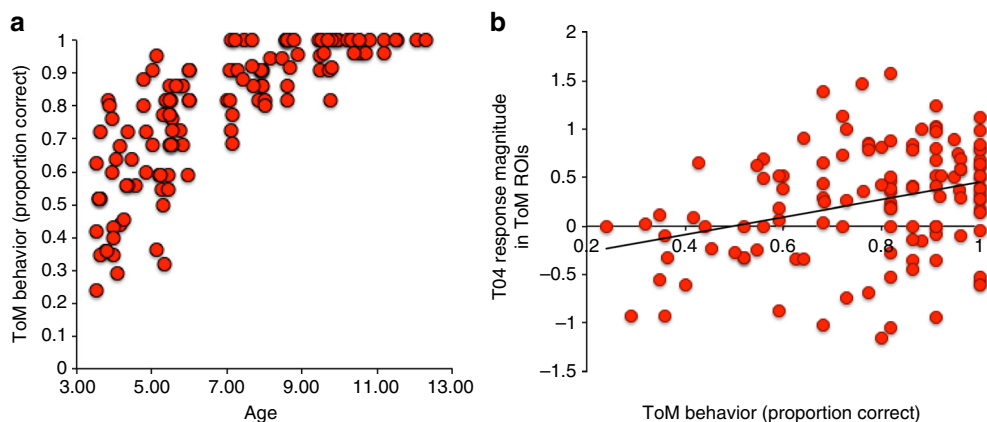 a
ToM behavior (proportion correct)
1
0.9
0.8
0.7
0.6
0.5
0.4
0.3
0.2
0.1
0
3.00 5.00 7.00 9.00 11.00 13.00
Age
b
T04 response magnitude
in ToM ROIs
2
1.5
1
0.5
0
−0.5
−1
−1.5
0.2 0.4 0.6 0.8 1
ToM behavior (proportion correct)